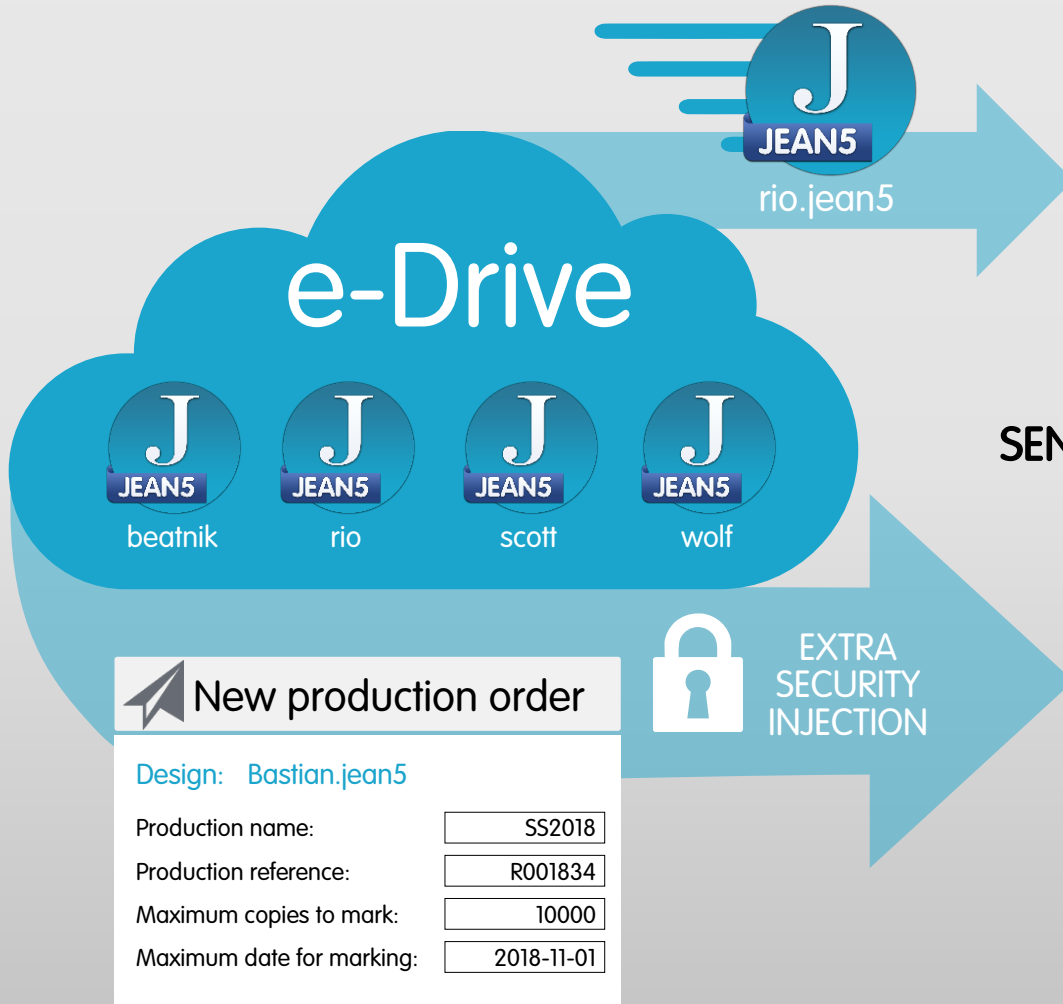 J
JEAN5
rio.jean5
e-Drive
J
JEAN5
beatnik
J
JEAN5
rio
J
JEAN5
scott
J
JEAN5
wolf
SEN
EXTRA
SECURITY
INJECTION
New production order
Design: Bastian.jean5
Production name: SS2018
Production reference: R001834
Maximum copies to mark: 10000
Maximum date for marking: 2018-11-01